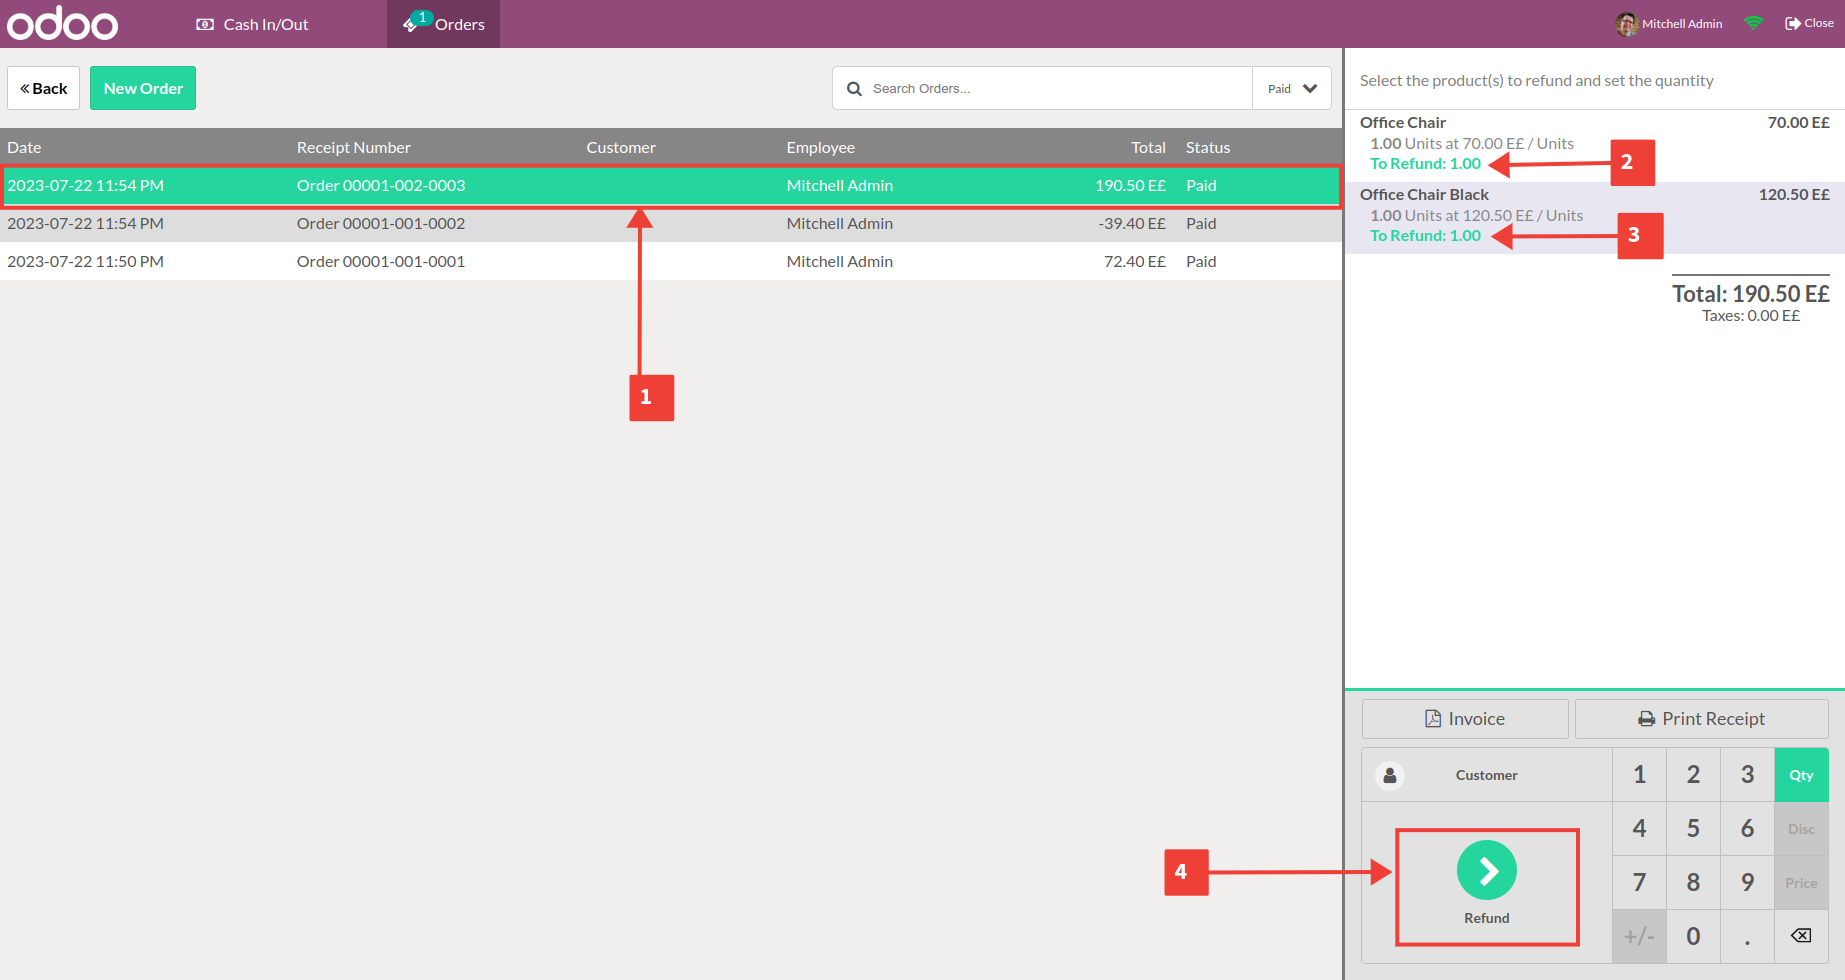 odoo
Cash In/Out
1
Orders
Mitchell Admin
Close
Back
New Order
Search Orders...
Paid
Select the product(s) to refund and set the quantity
Date Receipt Number Customer Employee Total Status
2023-07-22 11:54 PM Order 00001-002-0003 Mitchell Admin 190.50 E£ Paid
2023-07-22 11:54 PM Order 00001-001-0002 Mitchell Admin -39.40 E£ Paid
2023-07-22 11:50 PM Order 00001-001-0001 Mitchell Admin 72.40 E£ Paid
1
Office Chair 70.00 E£
1.00 Units at 70.00 E£ / Units
To Refund: 1.00
2
Office Chair Black 120.50 E£
1.00 Units at 120.50 E£ / Units
To Refund: 1.00
3
Total: 190.50 E£
Taxes: 0.00 E£
Invoice
Print Receipt
Customer
1 2 3 Qty
4 5 6 Disc
7 8 9 Price
+/- 0 .
4
Refund